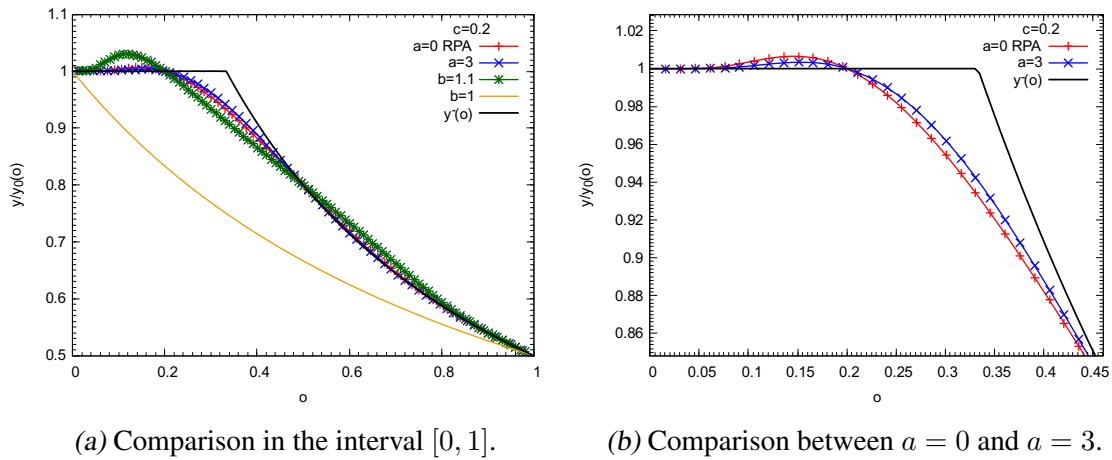 1.1
1
0.9
0.8
0.7
0.6
0.5
y/y₀(o)
0
0.2
0.4
0.6
0.8
1
o
c=0.2
a=0 RPA
a=3
b=1.1
b=1
y˜(o)
(a) Comparison in the interval [0, 1].
1.02
1
0.98
0.96
0.94
0.92
0.9
0.88
0.86
y/y₀(o)
0
0.05
0.1
0.15
0.2
0.25
0.3
0.35
0.4
0.45
o
c=0.2
a=0 RPA
a=3
y˜(o)
(b) Comparison between a = 0 and a = 3.